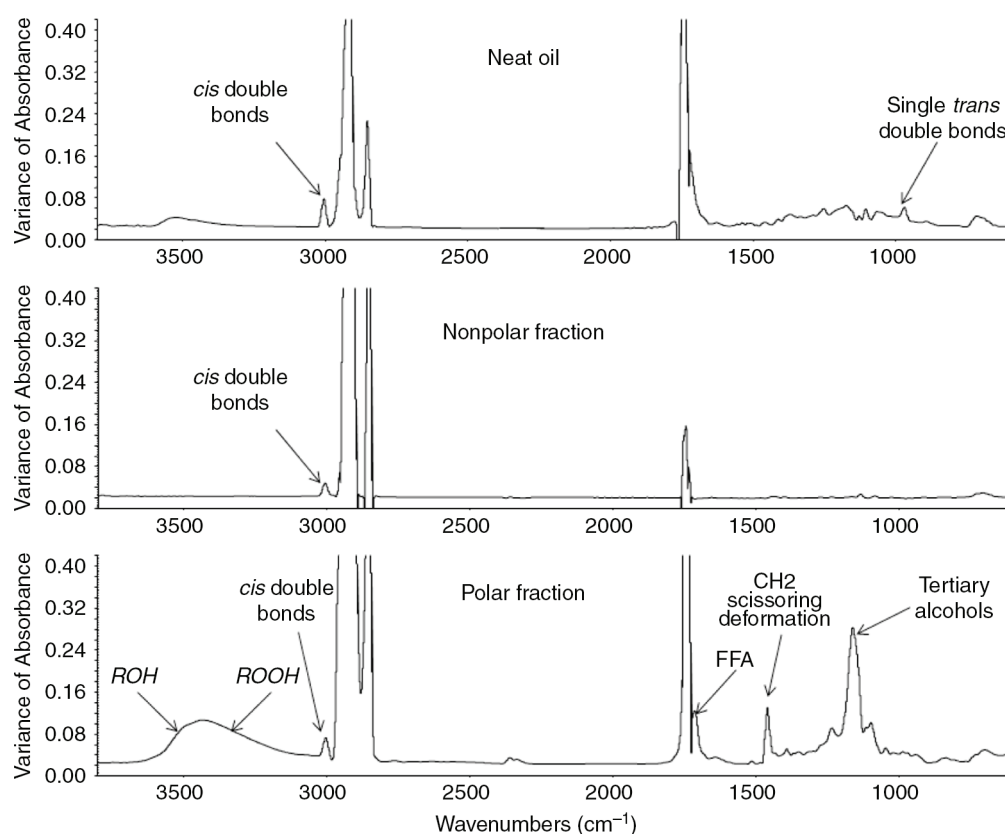 Variance of Absorbance
0.40
0.32
0.24
0.16
0.08
0.00
Neat oil
cis double
bonds
Single trans
double bonds
3500
3000
2500
2000
1500
1000
Variance of Absorbance
0.40
0.32
0.24
0.16
0.08
0.00
Nonpolar fraction
cis double
bonds
3500
3000
2500
2000
1500
1000
Variance of Absorbance
0.40
0.32
0.24
0.16
0.08
0.00
Polar fraction
ROH
ROOH
cis double
bonds
FFA
CH2
scissoring
deformation
Tertiary
alcohols
3500
3000
2500
2000
1500
1000
Wavenumbers (cm⁻¹)